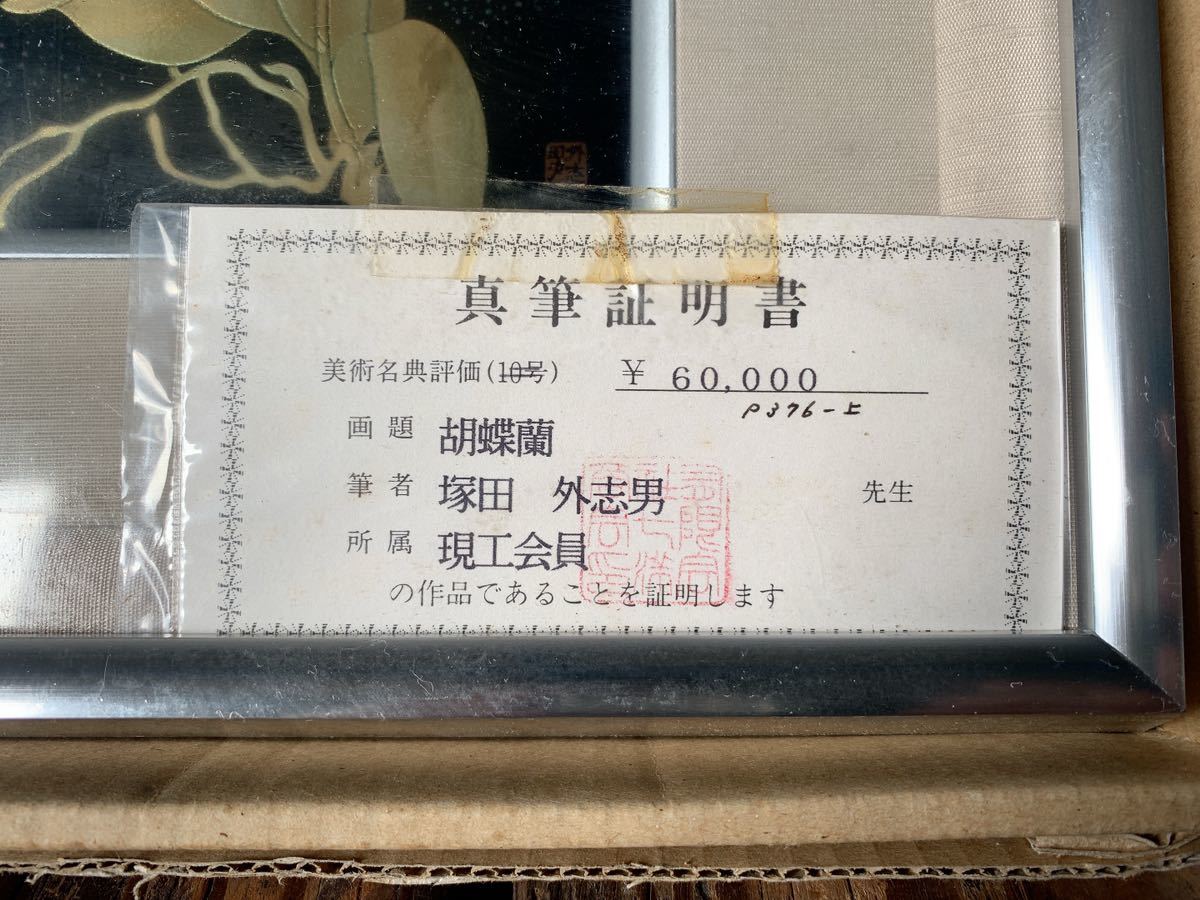 外志
真筆証明書
美術名典評価(10号) ¥ 60,000
P376-上
画題 胡蝶蘭
筆者 塚田 外志男 先生
所属 現工会員
の作品であることを証明します